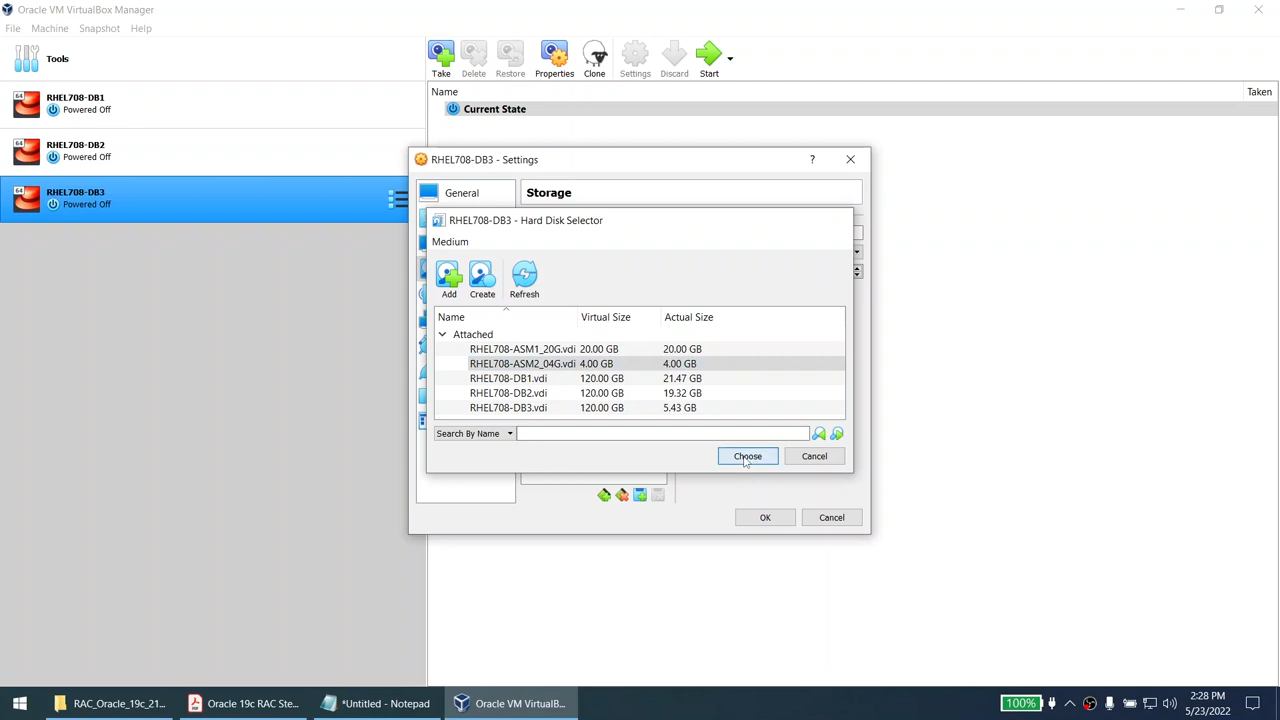 Oracle VM VirtualBox Manager
File Machine Snapshot Help
Tools
Take Delete Restore Properties Clone Settings Discard Start
64 RHEL708-DB1
Powered Off
64 RHEL708-DB2
Powered Off
64 RHEL708-DB3
Powered Off
Name Taken
Current State
RHEL708-DB3 - Settings ?
General Storage
RHEL708-DB3 - Hard Disk Selector
Medium
Add Create Refresh
Name Virtual Size Actual Size
Attached
RHEL708-ASM1_20G.vdi 20.00 GB 20.00 GB
RHEL708-ASM2_04G.vdi 4.00 GB 4.00 GB
RHEL708-DB1.vdi 120.00 GB 21.47 GB
RHEL708-DB2.vdi 120.00 GB 19.32 GB
RHEL708-DB3.vdi 120.00 GB 5.43 GB
Search By Name
Choose Cancel
OK Cancel
RAC_Oracle_19c_21... Oracle 19c RAC Ste... *Untitled - Notepad Oracle VM VirtualB... 100% 2:28 PM
5/23/2022